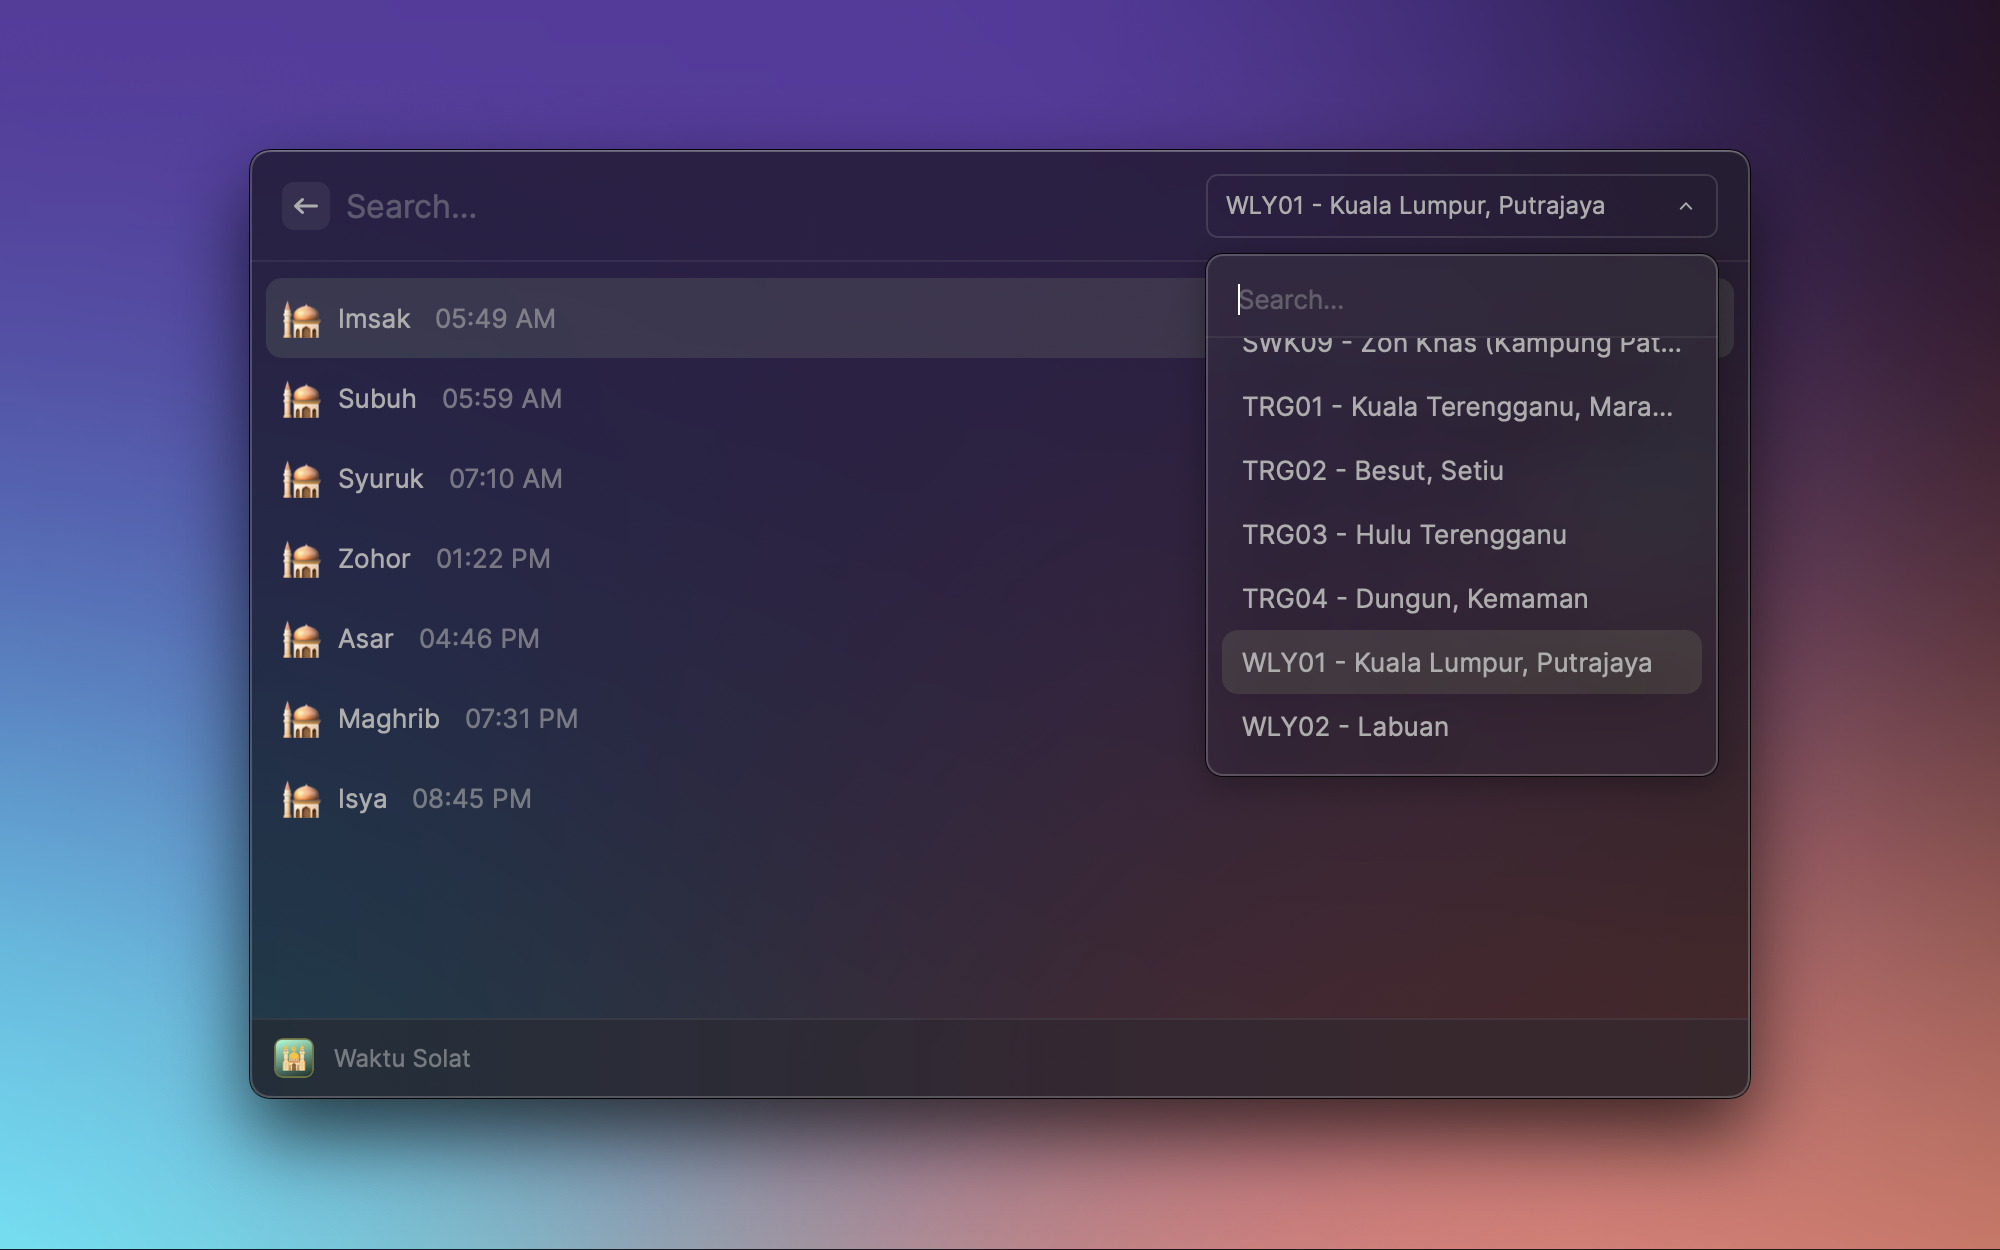 Search...
WLY01 - Kuala Lumpur, Putrajaya
Imsak 05:49 AM
Subuh 05:59 AM
Syuruk 07:10 AM
Zohor 01:22 PM
Asar 04:46 PM
Maghrib 07:31 PM
Isya 08:45 PM
Search...
SWK09 - Zon Khas (Kampung Pat...
TRG01 - Kuala Terengganu, Mara...
TRG02 - Besut, Setiu
TRG03 - Hulu Terengganu
TRG04 - Dungun, Kemaman
WLY01 - Kuala Lumpur, Putrajaya
WLY02 - Labuan
Waktu Solat